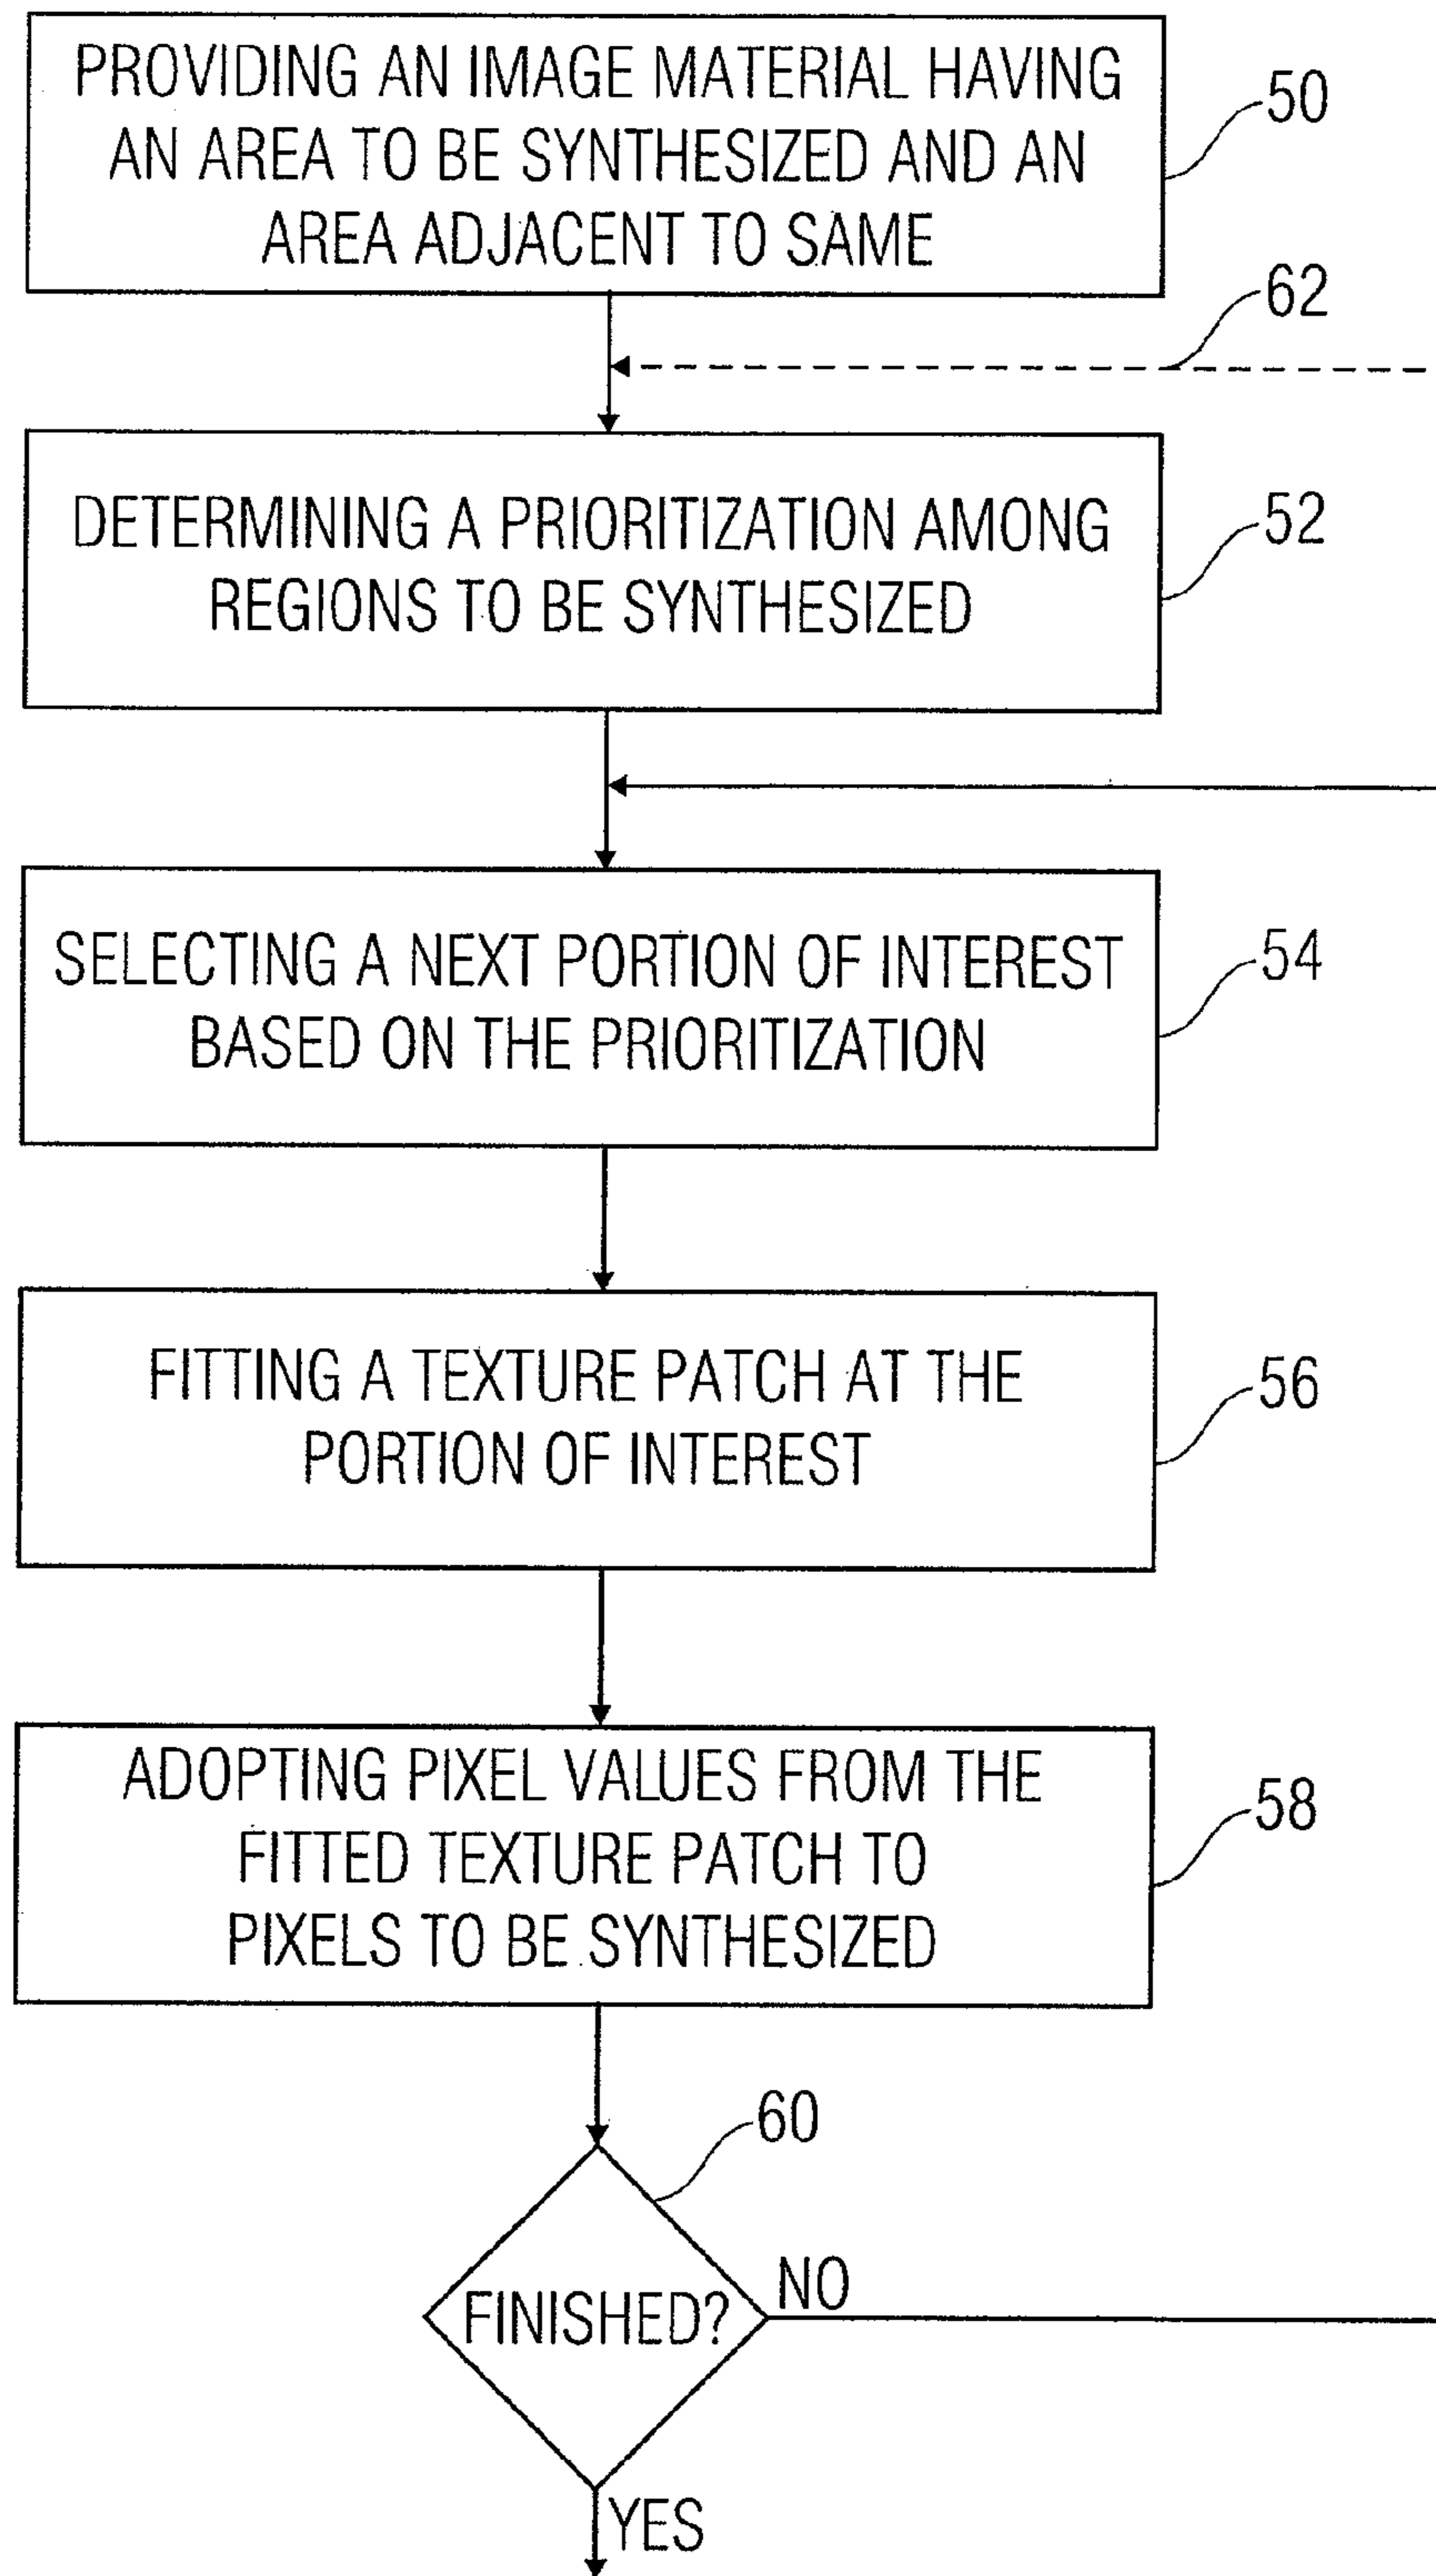 PROVIDING AN IMAGE MATERIAL HAVING
AN AREA TO BE SYNTHESIZED AND AN
AREA ADJACENT TO SAME
50
62
DETERMINING A PRIORITIZATION AMONG
REGIONS TO BE SYNTHESIZED
52
SELECTING A NEXT PORTION OF INTEREST
BASED ON THE PRIORITIZATION
54
FITTING A TEXTURE PATCH AT THE
PORTION OF INTEREST
56
ADOPTING PIXEL VALUES FROM THE
FITTED TEXTURE PATCH TO
PIXELS TO BE SYNTHESIZED
58
60
FINISHED?
NO
YES